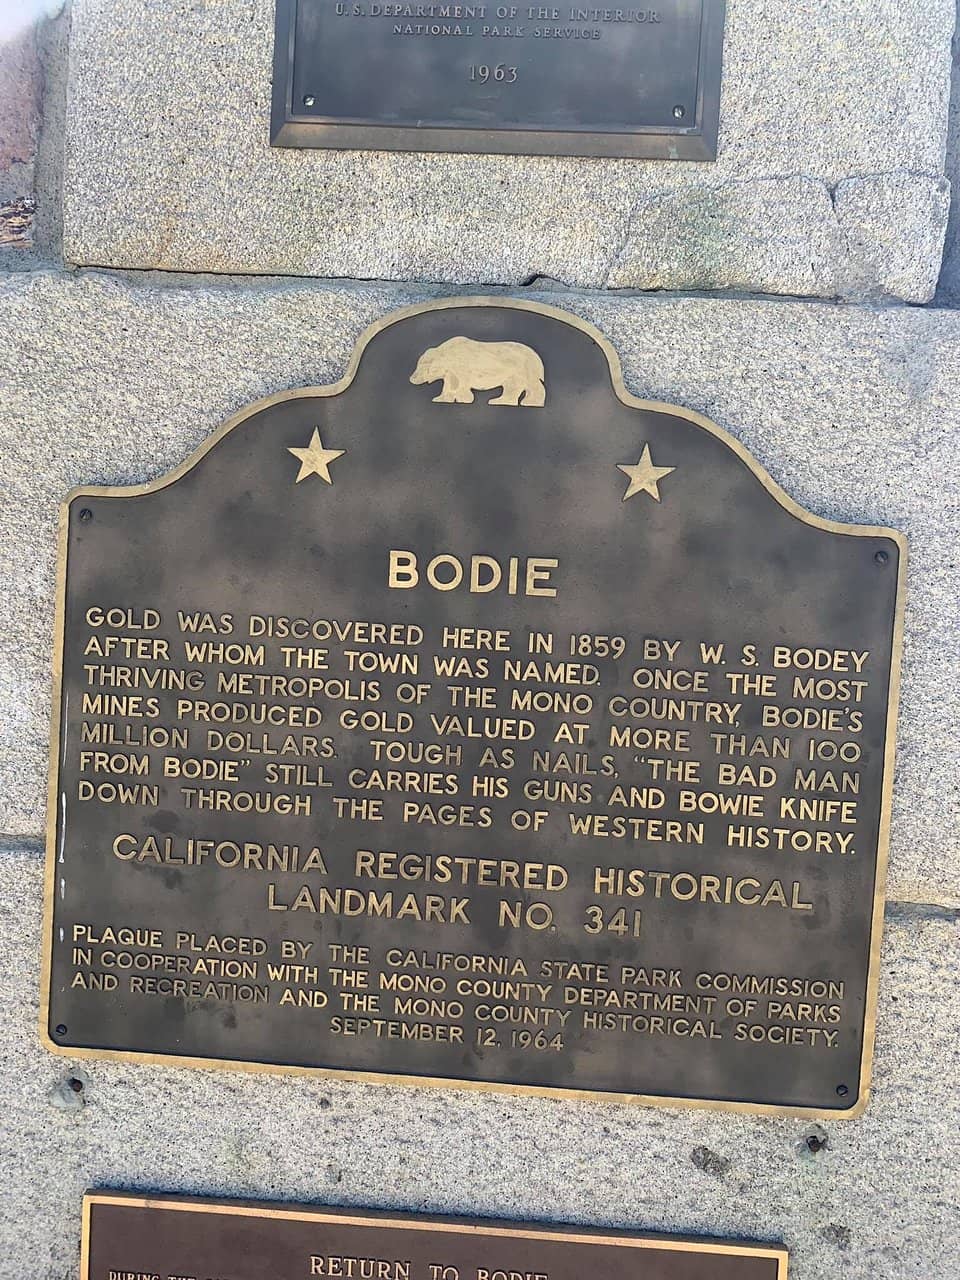 U.S. DEPARTMENT OF THE INTERIOR
NATIONAL PARK SERVICE
1963
BODIE
GOLD WAS DISCOVERED HERE IN 1859 BY W. S. BODEY
AFTER WHOM THE TOWN WAS NAMED. ONCE THE MOST
THRIVING METROPOLIS OF THE MONO COUNTRY, BODIE'S
MINES PRODUCED GOLD VALUED AT MORE THAN 100
MILLION DOLLARS. TOUGH AS NAILS, "THE BAD MAN
FROM BODIE" STILL CARRIES HIS GUNS AND BOWIE KNIFE
DOWN THROUGH THE PAGES OF WESTERN HISTORY.
CALIFORNIA REGISTERED HISTORICAL
LANDMARK NO. 341
PLAQUE PLACED BY THE CALIFORNIA STATE PARK COMMISSION
IN COOPERATION WITH THE MONO COUNTY DEPARTMENT OF PARKS
AND RECREATION AND THE MONO COUNTY HISTORICAL SOCIETY.
SEPTEMBER 12, 1964
RETURN TO BODIE
DURING THE